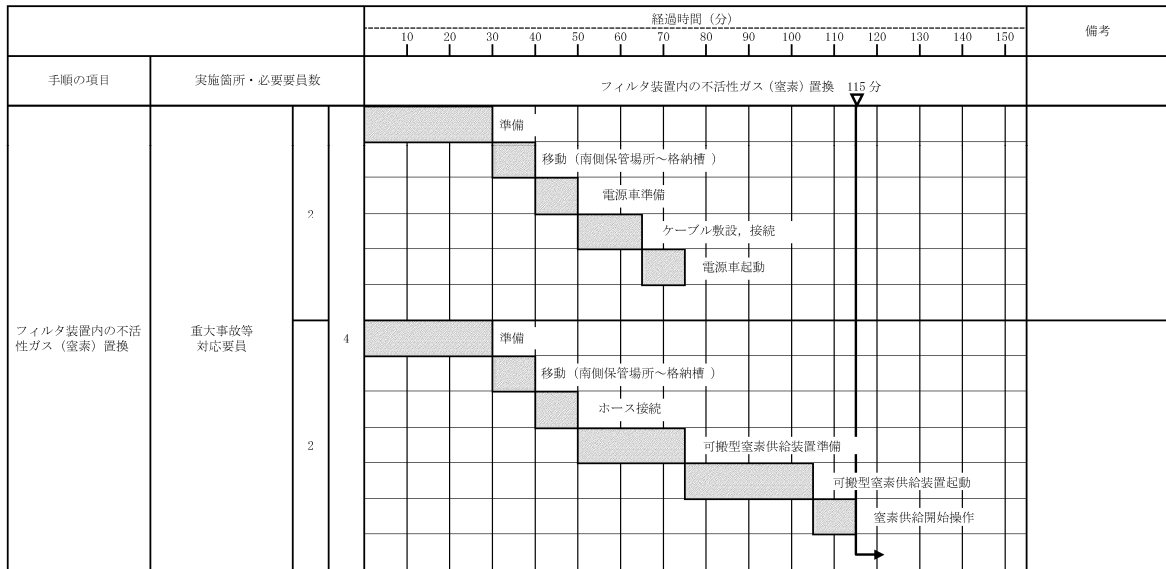 経過時間（分）
備考
10 20 30 40 50 60 70 80 90 100 110 120 130 140 150
手順の項目
実施箇所・必要要員数
フィルタ装置内の不活性ガス（窒素）置換 115分
準備
移動（南側保管場所～格納槽）
電源車準備
2
ケーブル敷設，接続
電源車起動
フィルタ装置内の不活
性ガス（窒素）置換
重大事故等
対応要員
4
準備
移動（南側保管場所～格納槽）
ホース接続
2
可搬型窒素供給装置準備
可搬型窒素供給装置起動
窒素供給開始操作